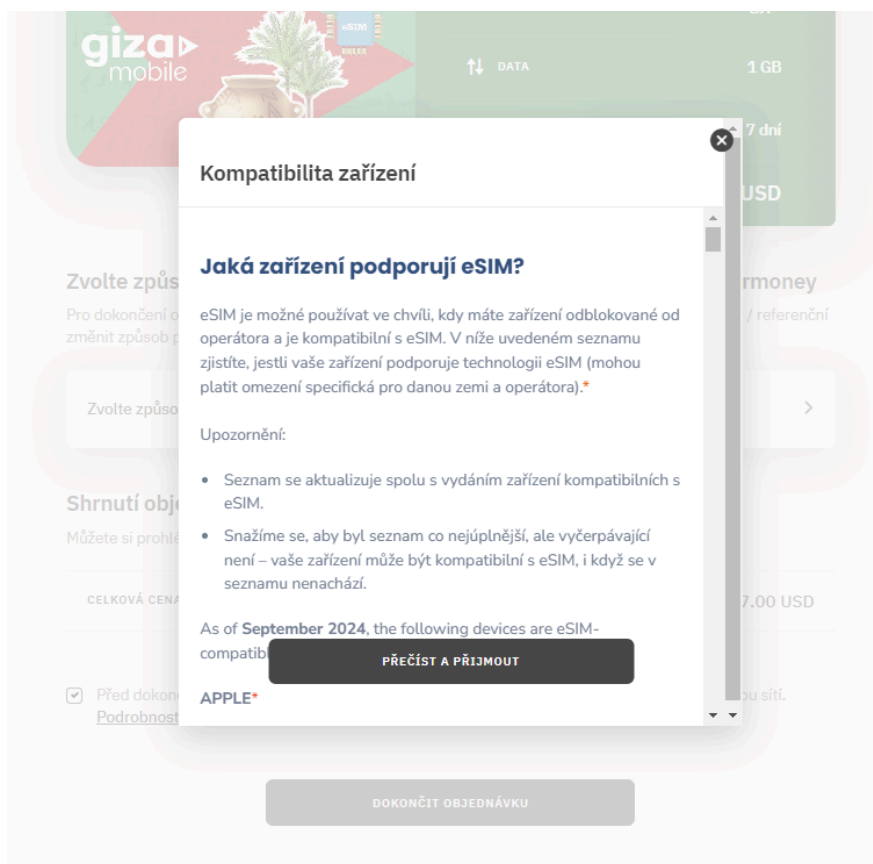 giza
mobile
eSIM
DATA
1 GB
7 dní
Kompatibilita zařízení
USD
Jaká zařízení podporují eSIM?
Zvolte způs
rmoney
eSIM je možné používat ve chvíli, kdy máte zařízení odblokované od
Pro dokončení o
/ referenční
operátora a je kompatibilní s eSIM. V níže uvedeném seznamu
změnit způsob p
zjistíte, jestli vaše zařízení podporuje technologii eSIM (mohou
platit omezení specifická pro danou zemi a operátora).*
Zvolte způso
Upozornění:
• Seznam se aktualizuje spolu s vydáním zařízení kompatibilních s
eSIM.
Shrnutí obje
• Snažíme se, aby byl seznam co nejúplnější, ale vyčerpávající
Můžete si prohlé
není – vaše zařízení může být kompatibilní s eSIM, i když se v
seznamu nenachází.
CELKOVÁ CENA
7.00 USD
As of September 2024, the following devices are eSIM-
compatib
PŘEČÍST A PŘIJMOUT
APPLE*
Před dokon
ou sítí.
Podrobnost
DOKONČIT OBJEDNÁVKU